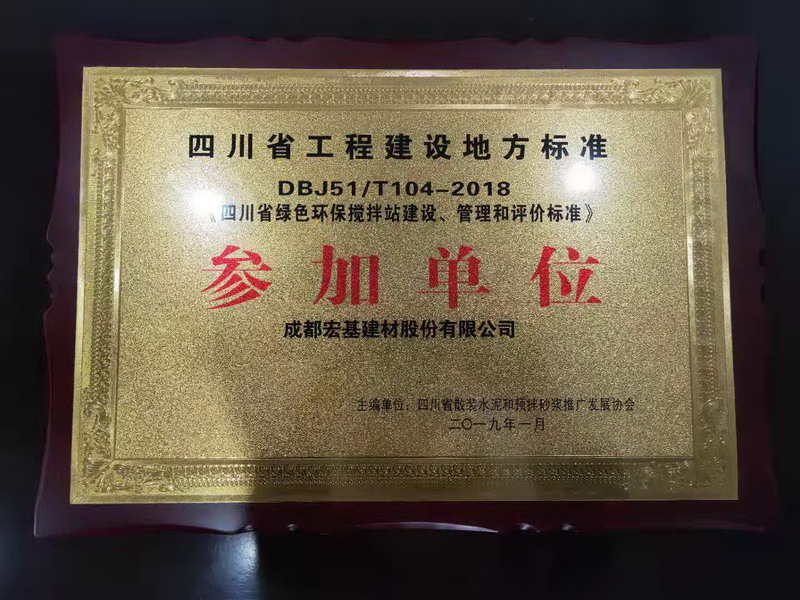 四川省工程建设地方标准
DBJ51/T104-2018
《四川省绿色环保搅拌站建设、管理和评价标准》
参加单位
成都宏基建材股份有限公司
主编单位：四川省散装水泥和预拌砂浆推广发展协会
二〇一九年一月